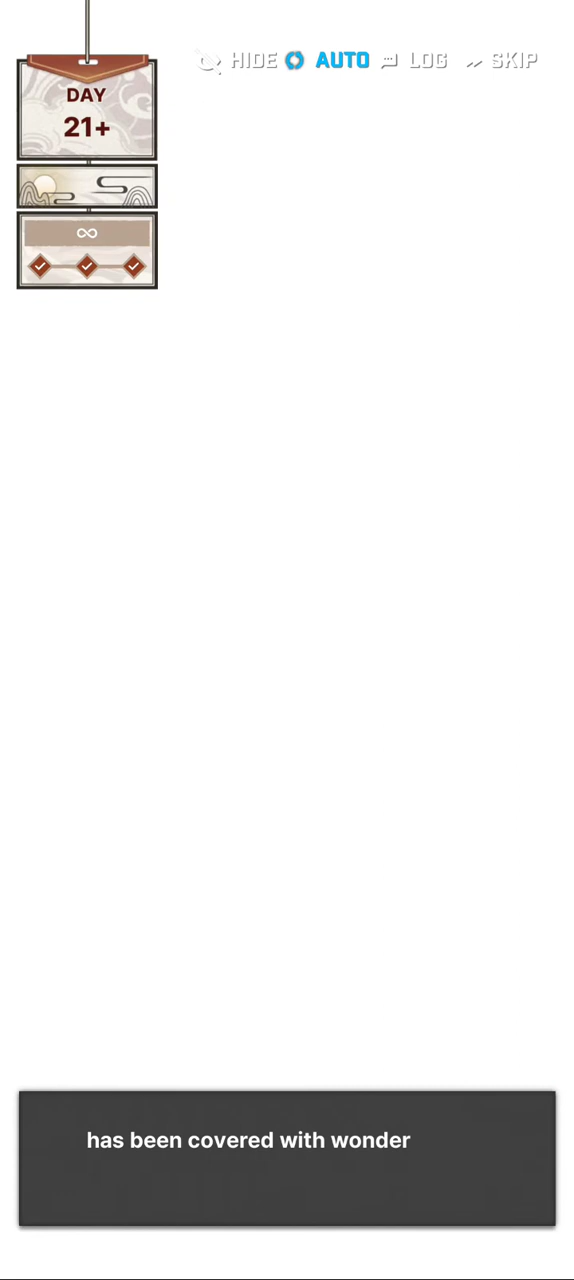 HIDE AUTO LOG SKIP
DAY
21+
∞
has been covered with wonder